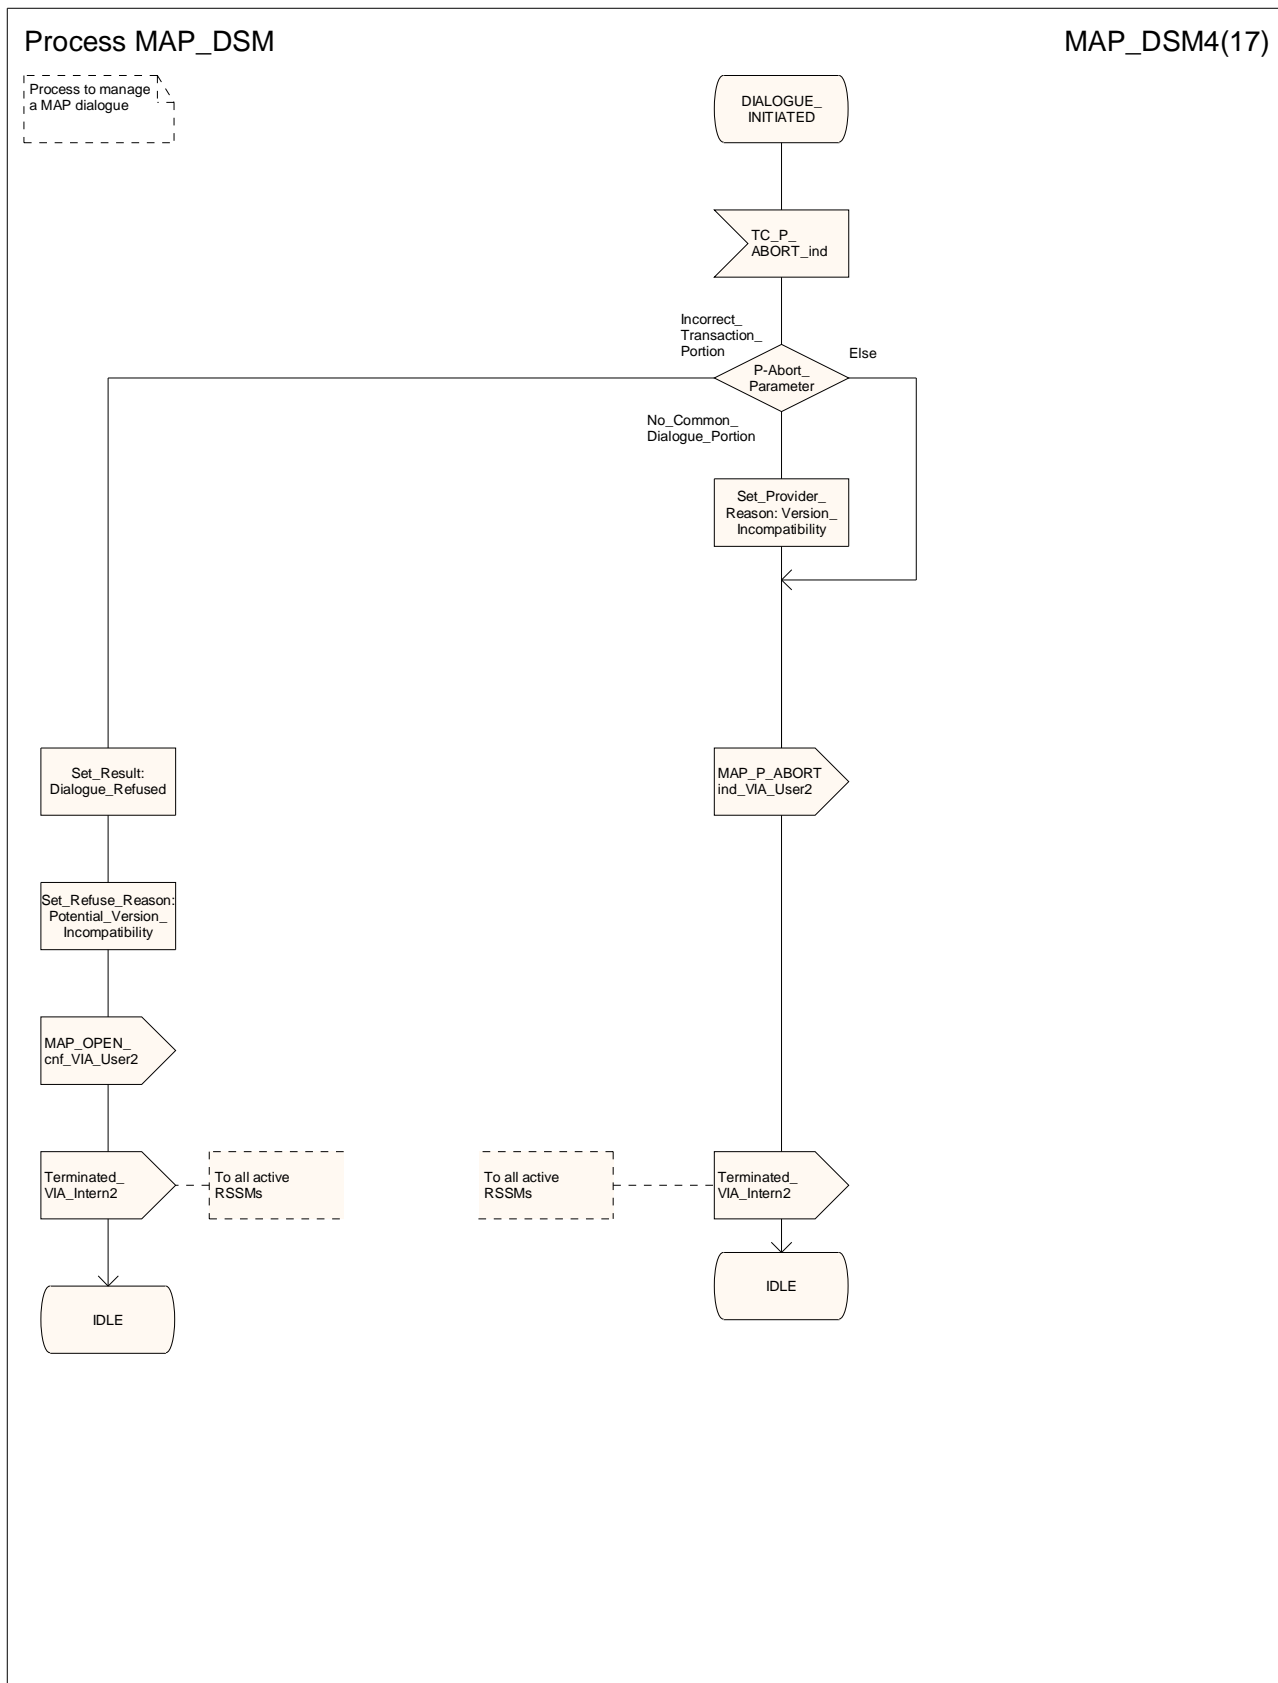 Process MAP_DSM
MAP_DSM4(17)
Process to manage
a MAP dialogue
DIALOGUE_
INITIATED
TC_P_
ABORT_ind
Incorrect_
Transaction_
Portion
Else
P-Abort_
Parameter
No_Common_
Dialogue_Portion
Set_Provider_
Reason: Version_
Incompatibility
Set_Result:
Dialogue_Refused
MAP_P_ABORT
ind_VIA_User2
Set_Refuse_Reason:
Potential_Version_
Incompatibility
MAP_OPEN_
cnf_VIA_User2
Terminated_
VIA_Intern2
To all active
RSSMs
To all active
RSSMs
Terminated_
VIA_Intern2
IDLE
IDLE